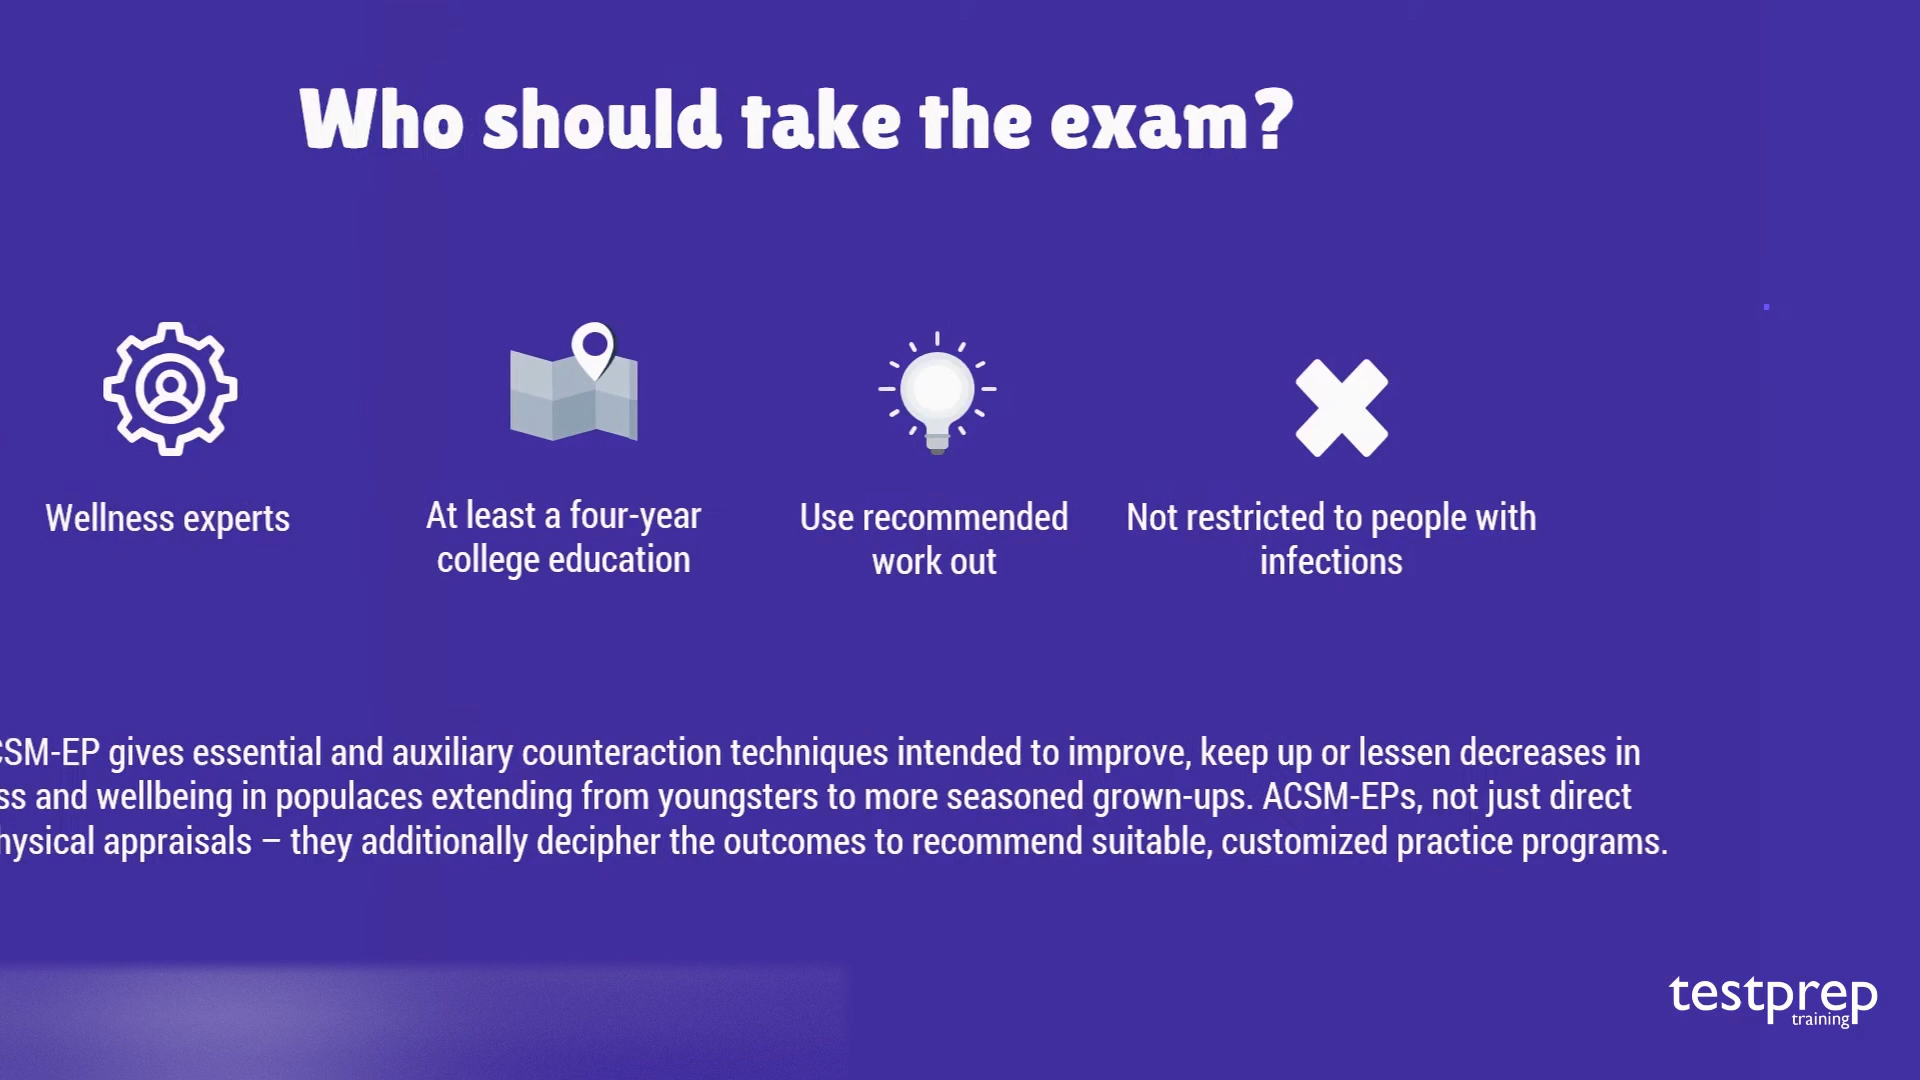 Who should take the exam?
Wellness experts
At least a four-year
college education
Use recommended
work out
Not restricted to people with
infections
CSM-EP gives essential and auxiliary counteraction techniques intended to improve, keep up or lessen decreases in
ss and wellbeing in populaces extending from youngsters to more seasoned grown-ups. ACSM-EPs, not just direct
hysical appraisals – they additionally decipher the outcomes to recommend suitable, customized practice programs.
testprep
training